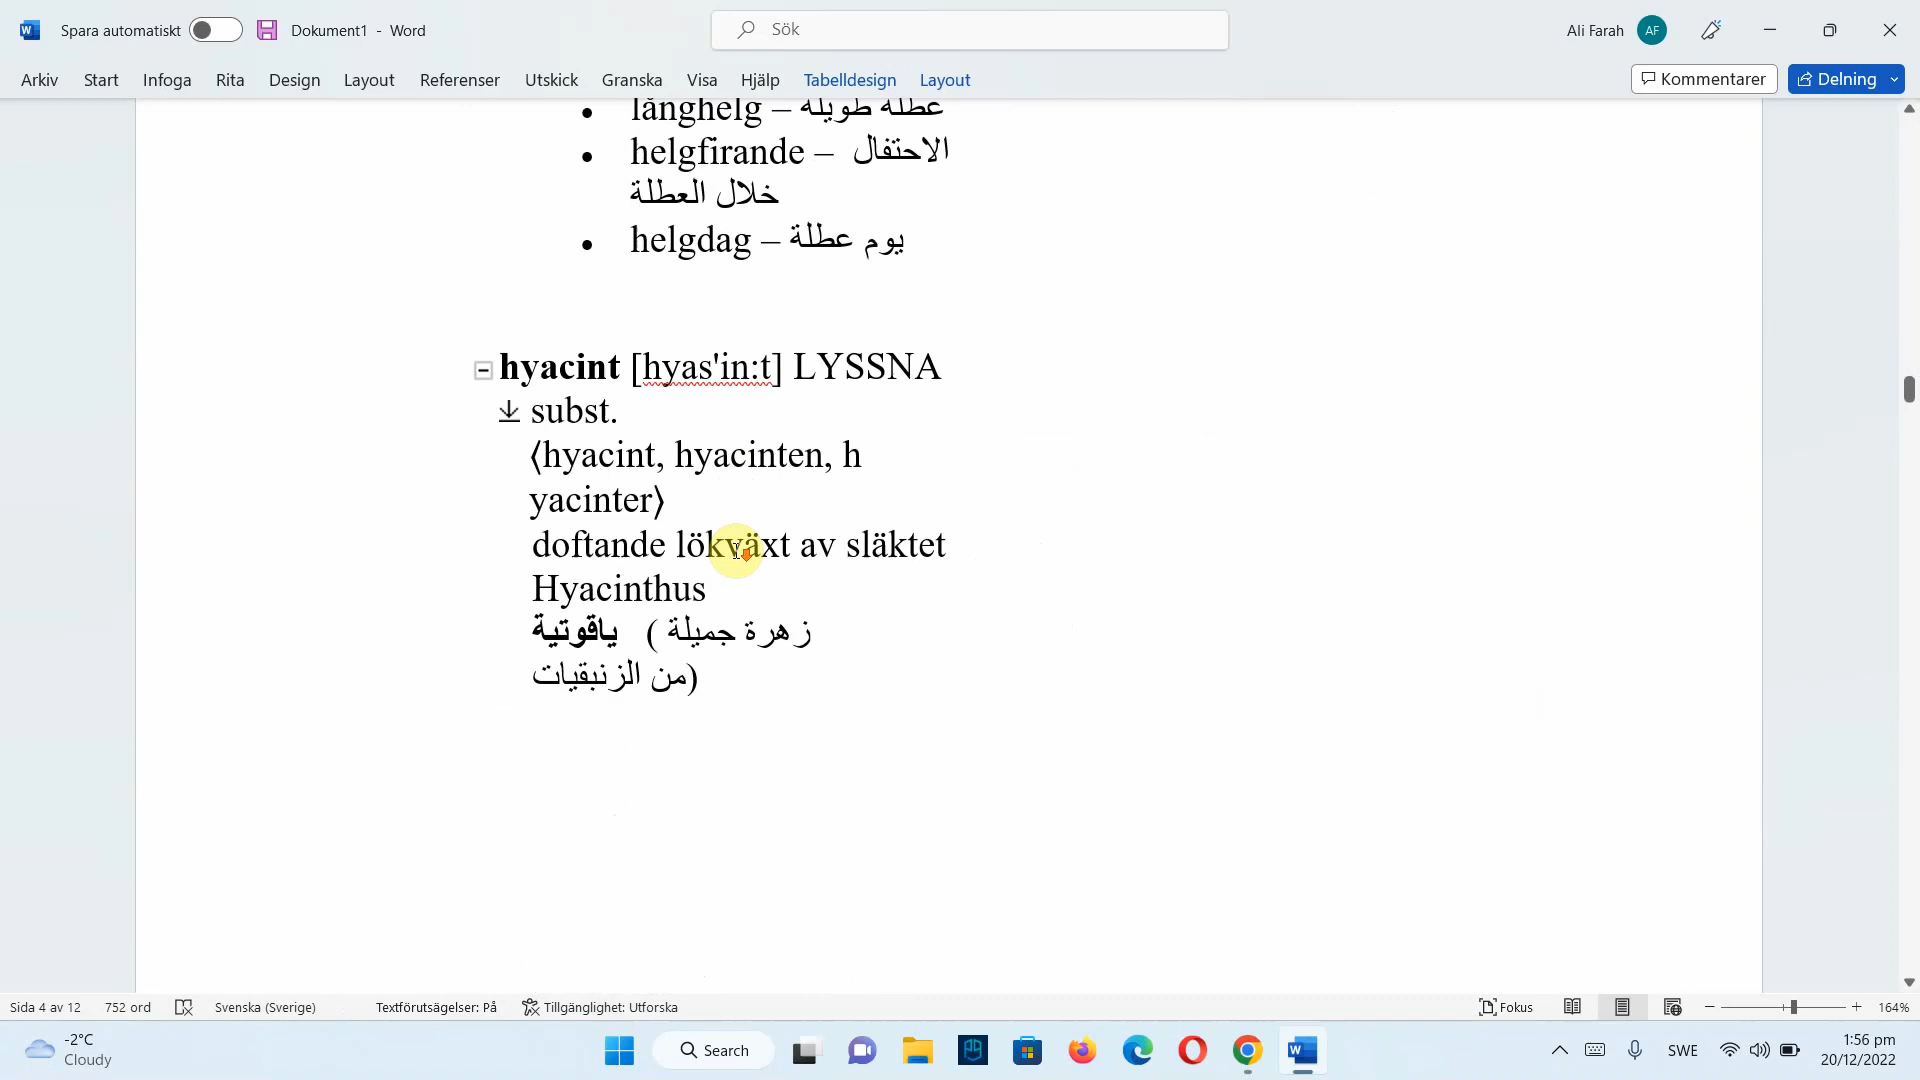 Spara automatiskt
Dokument1 - Word
Sök
Ali Farah
AF
Arkiv Start Infoga Rita Design Layout Referenser Utskick Granska Visa Hjälp Tabelldesign Layout
Kommentarer
Delning
• långhelg – عطلة طويلة
• helgfirande – الاحتفال
خلال العطلة
• helgdag – يوم عطلة
hyacint [hyas'in:t] LYSSNA
subst.
⟨hyacint, hyacinten, h
yacinter⟩
doftande lökväxt av släktet
Hyacinthus
ياقوتية ( زهرة جميلة
من الزنبقيات)
Sida 4 av 12 752 ord Svenska (Sverige) Textförutsägelser: På Tillgänglighet: Utforska
Fokus
164%
-2°C
Cloudy
Search
SWE
1:56 pm
20/12/2022